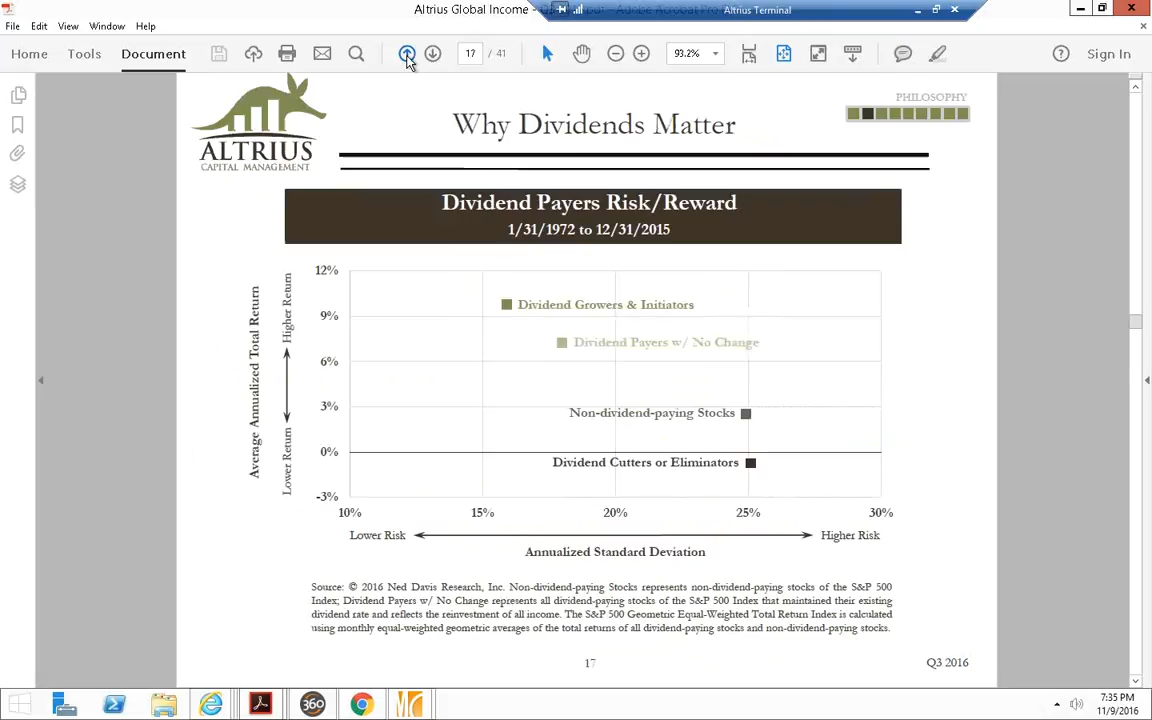 Altrius Global Income -
Altrius Terminal
File Edit View Window Help
Home Tools Document 17 / 41 93.2% Sign In
PHILOSOPHY
Why Dividends Matter
ALTRIUS
CAPITAL MANAGEMENT
Dividend Payers Risk/Reward
1/31/1972 to 12/31/2015
Average Annualized Total Return
Lower Return Higher Return
12%
9%
6%
3%
0%
-3%
Dividend Growers & Initiators
Dividend Payers w/ No Change
Non-dividend-paying Stocks
Dividend Cutters or Eliminators
10% 15% 20% 25% 30%
Lower Risk Higher Risk
Annualized Standard Deviation
Source: © 2016 Ned Davis Research, Inc. Non-dividend-paying Stocks represents non-dividend-paying stocks of the S&P 500
Index; Dividend Payers w/ No Change represents all dividend-paying stocks of the S&P 500 Index that maintained their existing
dividend rate and reflects the reinvestment of all income. The S&P 500 Geometric Equal-Weighted Total Return Index is calculated
using monthly equal-weighted geometric averages of the total returns of all dividend-paying stocks and non-dividend-paying stocks.
17 Q3 2016
360
7:35 PM
11/9/2016